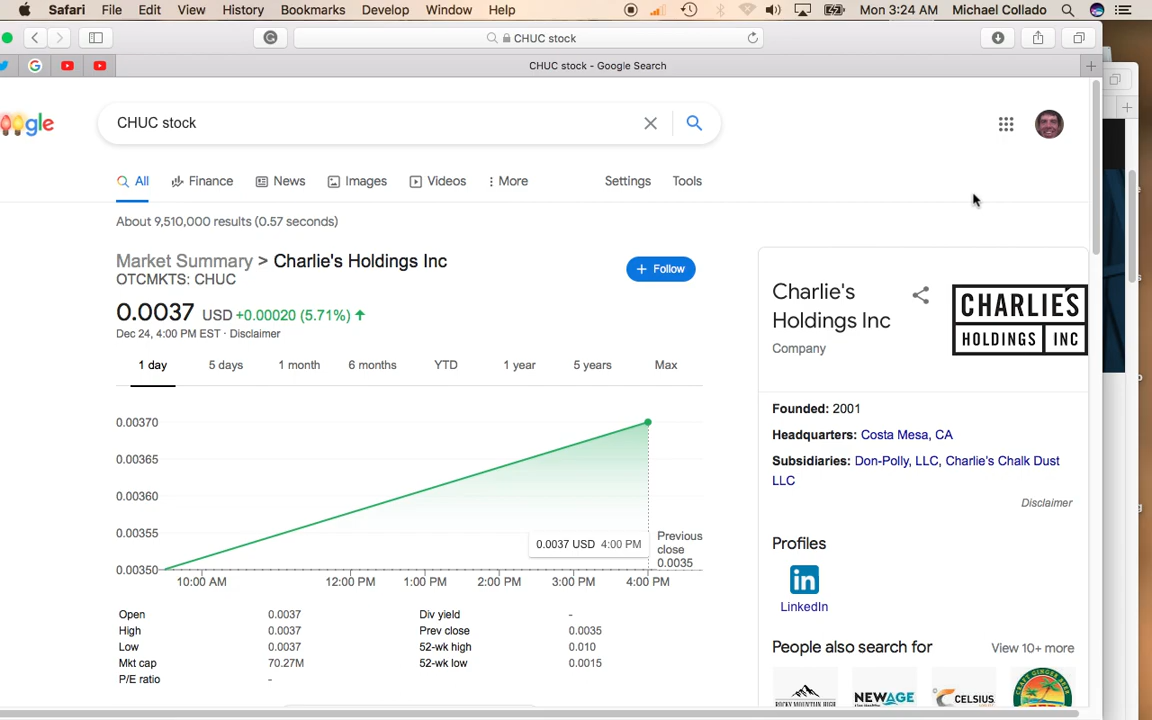 Safari File Edit View History Bookmarks Develop Window Help Mon 3:24 AM Michael Collado
CHUC stock
CHUC stock - Google Search
gle
CHUC stock
All Finance News Images Videos More Settings Tools
About 9,510,000 results (0.57 seconds)
Market Summary > Charlie's Holdings Inc
OTCMKTS: CHUC
+ Follow
0.0037 USD +0.00020 (5.71%)
Dec 24, 4:00 PM EST · Disclaimer
1 day 5 days 1 month 6 months YTD 1 year 5 years Max
0.00370
0.00365
0.00360
0.00355
0.00350
0.0037 USD 4:00 PM
Previous
close
0.0035
10:00 AM 12:00 PM 1:00 PM 2:00 PM 3:00 PM 4:00 PM
Open 0.0037 Div yield -
High 0.0037 Prev close 0.0035
Low 0.0037 52-wk high 0.010
Mkt cap 70.27M 52-wk low 0.0015
P/E ratio -
Charlie's
Holdings Inc
Company
CHARLIE'S
HOLDINGS INC
Founded: 2001
Headquarters: Costa Mesa, CA
Subsidiaries: Don-Polly, LLC, Charlie's Chalk Dust
LLC
Disclaimer
Profiles
in
LinkedIn
People also search for View 10+ more
ROCKY MOUNTAIN HIGH
NEWAGE
CELSIUS